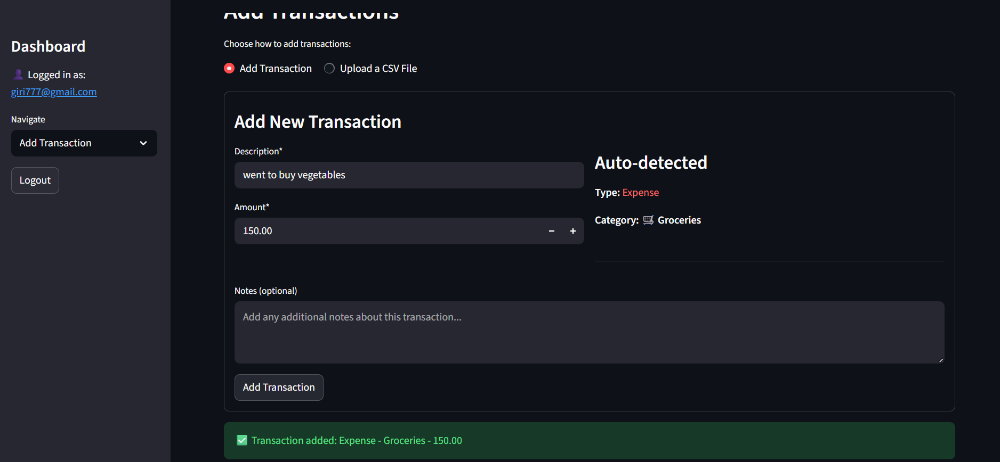 Dashboard
Logged in as:
giri777@gmail.com
Navigate
Add Transaction
Logout
Add Transactions
Choose how to add transactions:
Add Transaction
Upload a CSV File
Add New Transaction
Description*
went to buy vegetables
Amount*
150.00
Auto-detected
Type: Expense
Category: Groceries
Notes (optional)
Add any additional notes about this transaction...
Add Transaction
Transaction added: Expense - Groceries - 150.00